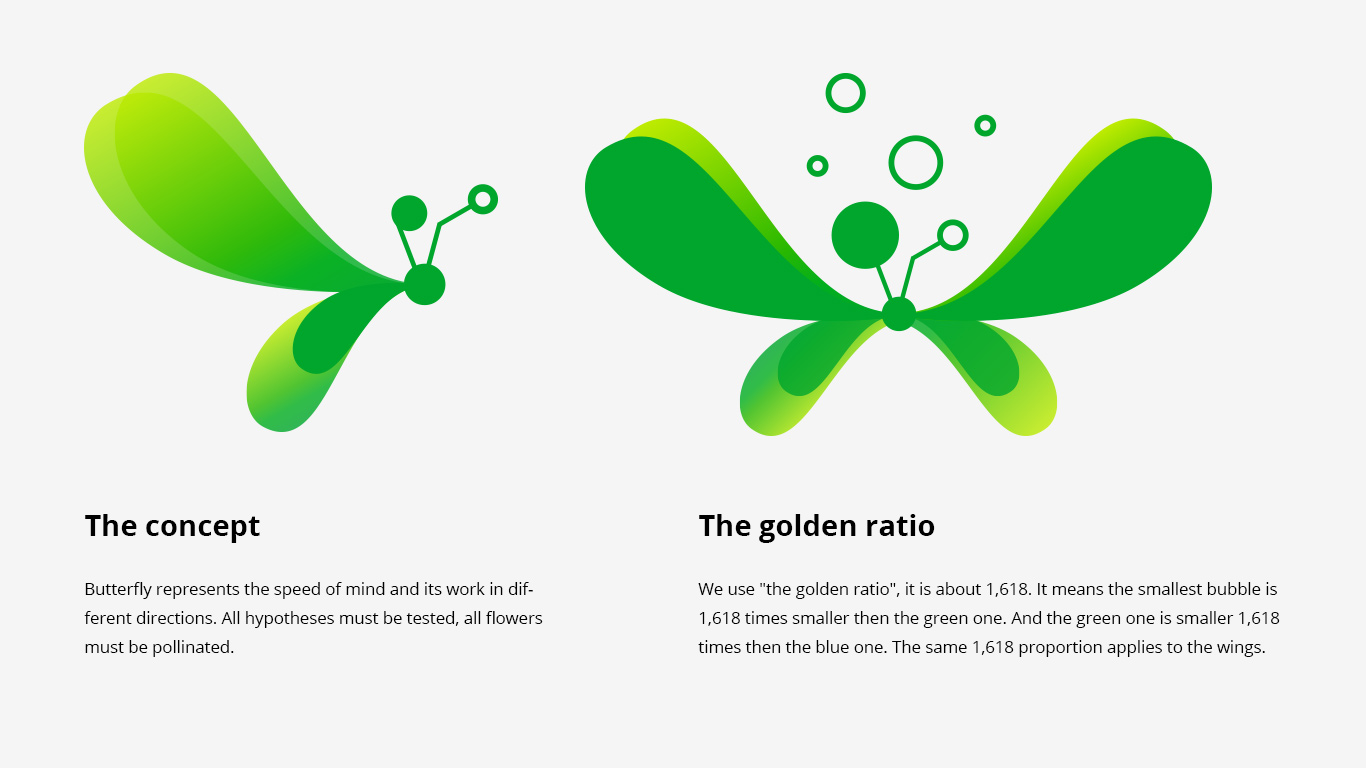 The concept
Butterfly represents the speed of mind and its work in dif-
ferent directions. All hypotheses must be tested, all flowers
must be pollinated.
The golden ratio
We use "the golden ratio", it is about 1,618. It means the smallest bubble is
1,618 times smaller then the green one. And the green one is smaller 1,618
times then the blue one. The same 1,618 proportion applies to the wings.